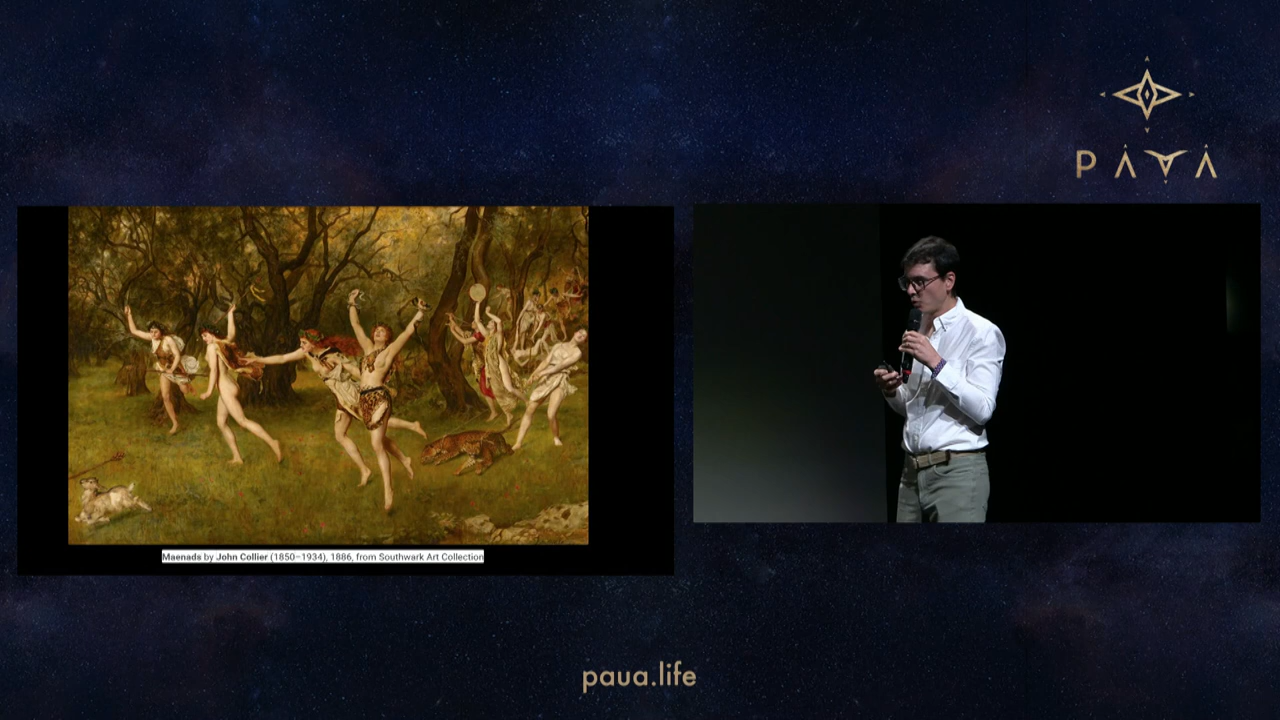 PAVA
Maenads by John Collier (1850–1934), 1886, from Southwark Art Collection
paua.life